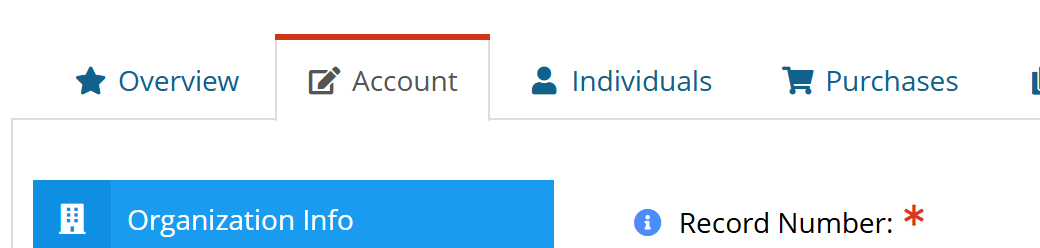 Overview Account Individuals Purchases
Organization Info
Record Number: *